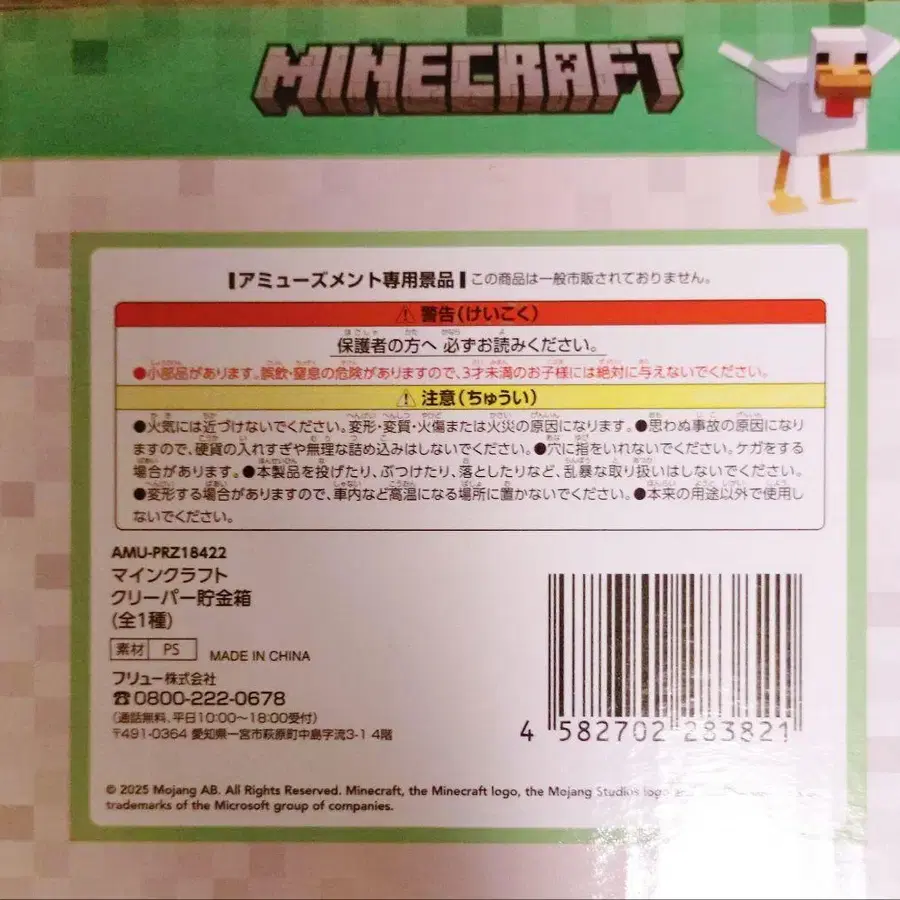 MINECRAFT
アミューズメント専用景品 この商品は一般市販されておりません。
⚠ 警告(けいこく)
保護者の方へ 必ずお読みください。
●小部品があります。誤飲・窒息の危険がありますので、3才未満のお子様には絶対に与えないでください。
⚠ 注意(ちゅうい)
●火気には近づけないでください。変形・変質・火傷または火災の原因になります。●思わぬ事故の原因になり
ますので、硬貨の入れすぎや無理な詰め込みはしないでください。●穴に指をいれないでください。ケガをする
場合があります。●本製品を投げたり、ぶつけたり、落としたりなど、乱暴な取り扱いはしないでください。
●変形する場合がありますので、車内など高温になる場所に置かないでください。●本来の用途以外で使用し
ないでください。
AMU-PRZ18422
マインクラフト
クリーパー貯金箱
(全1種)
素材 PS MADE IN CHINA
フリュー株式会社
☎0800-222-0678
(通話無料、平日10:00〜18:00受付)
〒491-0364 愛知県一宮市萩原町中島字流3-1 4階
4 582702 283821
© 2025 Mojang AB. All Rights Reserved. Minecraft, the Minecraft logo, the Mojang Studios logo
trademarks of the Microsoft group of companies.